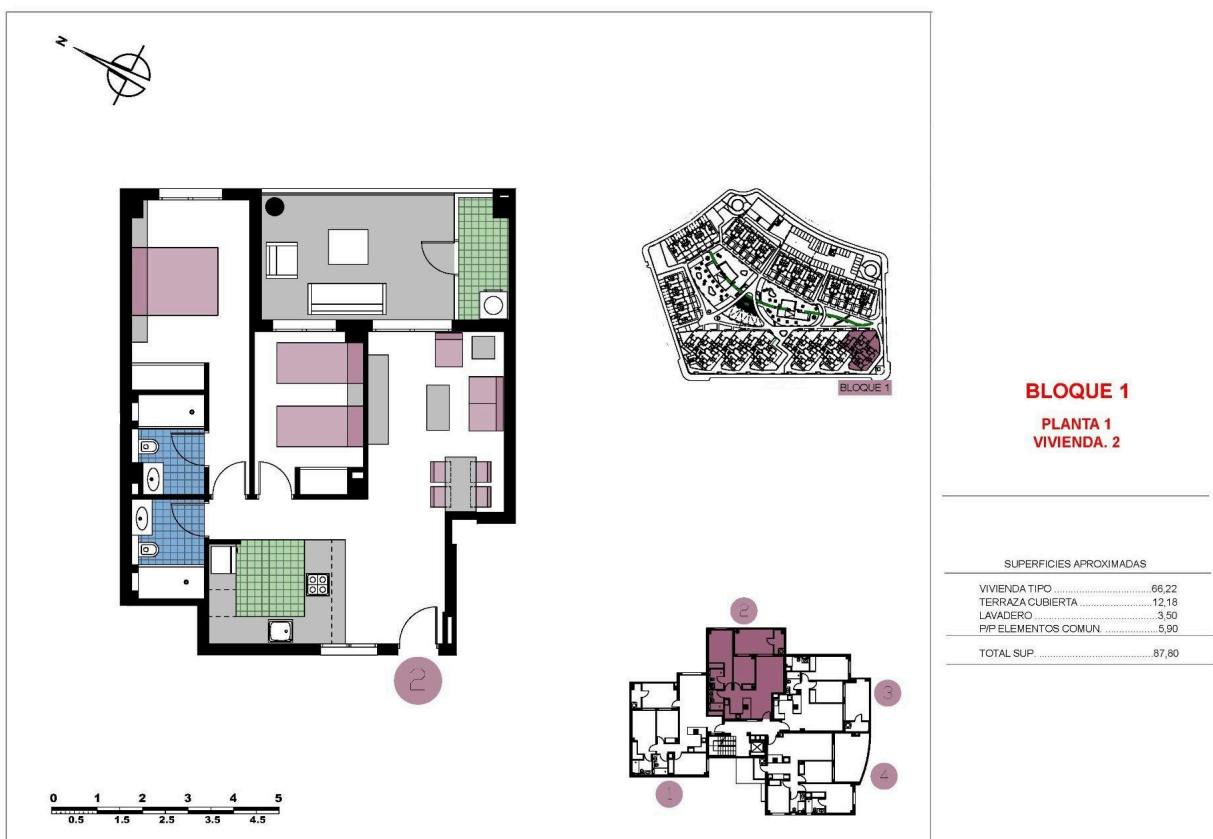 N
BLOQUE 1
BLOQUE 1
PLANTA 1
VIVIENDA. 2
SUPERFICIES APROXIMADAS
VIVIENDA TIPO ..............................66,22
TERRAZA CUBIERTA ......................12,18
LAVADERO ......................................3,50
P/P ELEMENTOS COMUN. ................5,90
TOTAL SUP. ...................................87,80
2
2
3
4
1
0 1 2 3 4 5
0.5 1.5 2.5 3.5 4.5